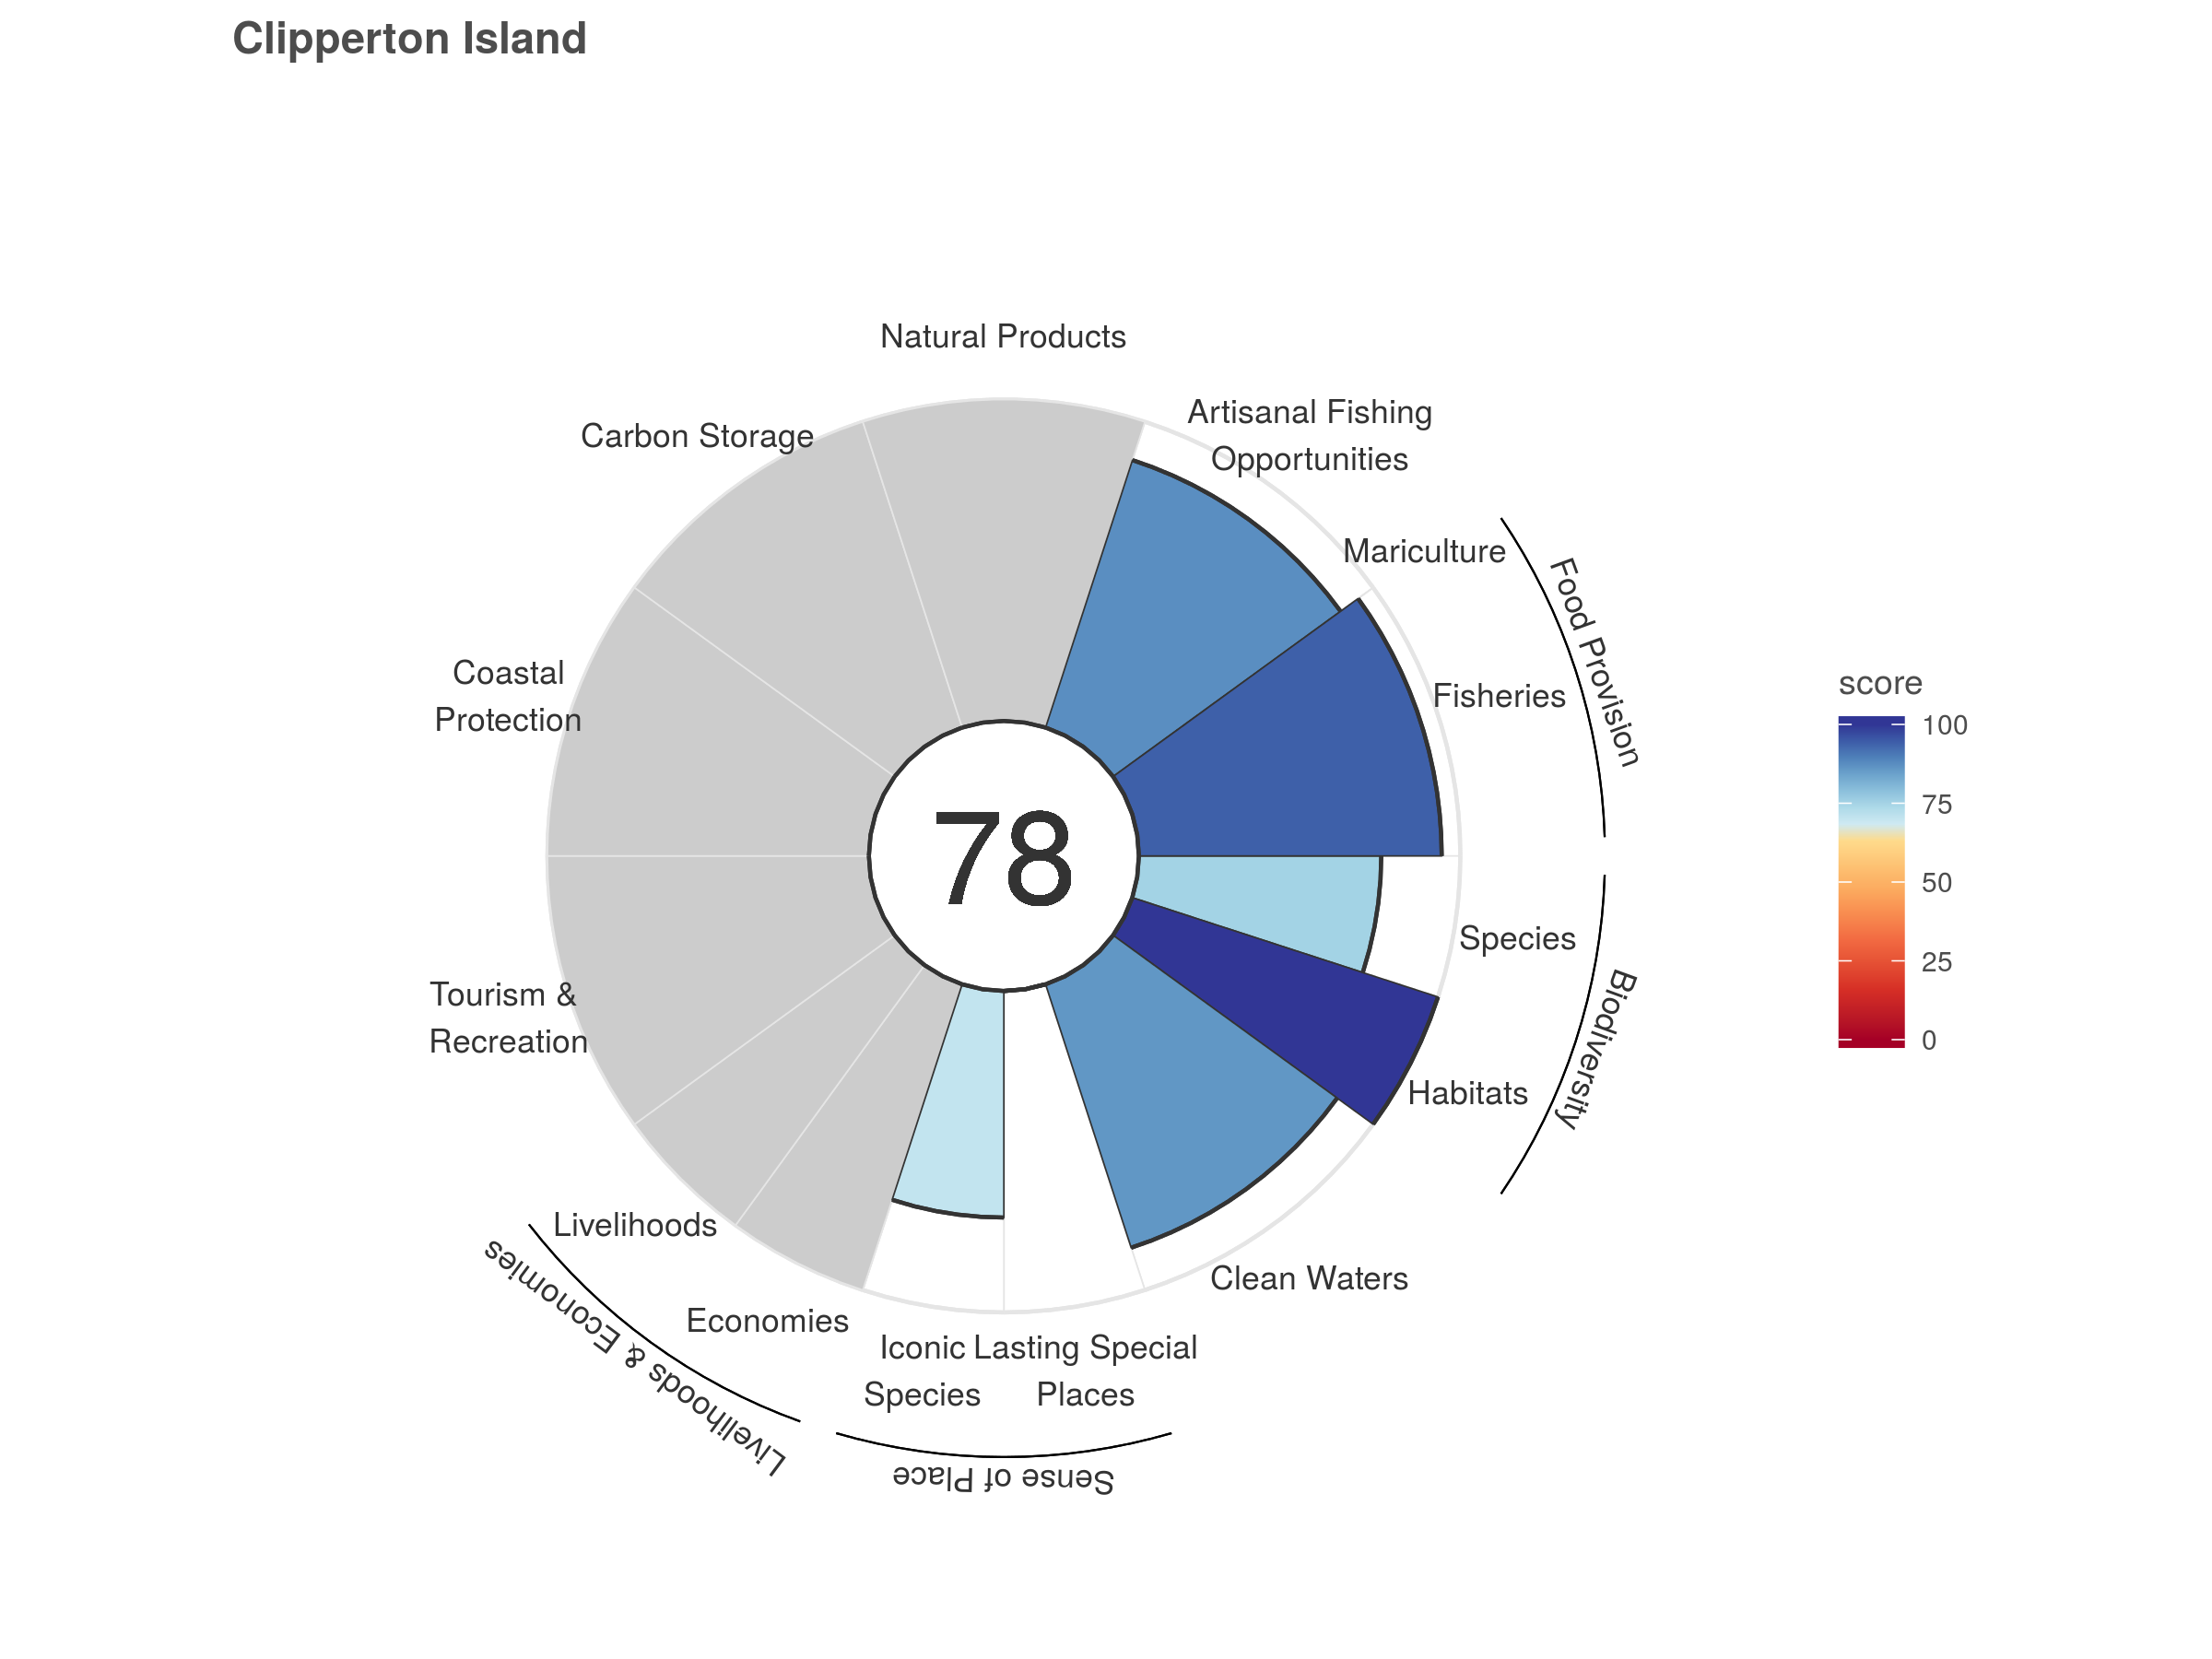 Clipperton Island
Natural Products
Artisanal Fishing
Opportunities
Carbon Storage
Mariculture
Food Provision
Fisheries
Coastal
Protection
78
score
100
75
50
25
0
Species
Biodiversity
Tourism &
Recreation
Habitats
Livelihoods
Clean Waters
Economies
Livelihoods & Economies
Iconic
Species
Lasting Special
Places
Sense of Place